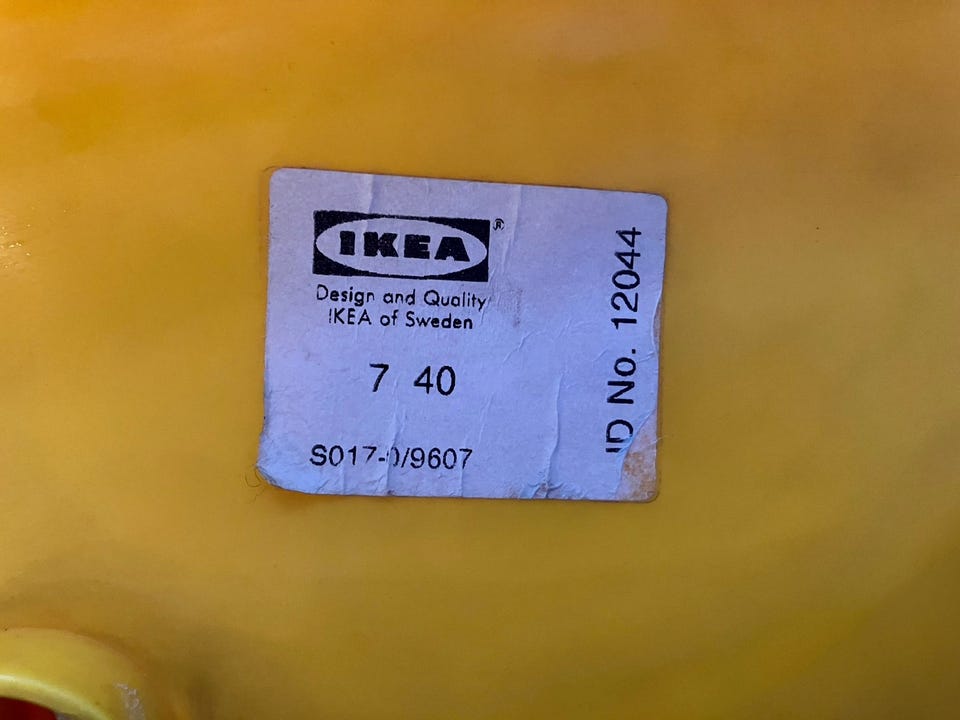 IKEA®
Design and Quality
IKEA of Sweden
7 40
S017-0/9607
ID No. 12044